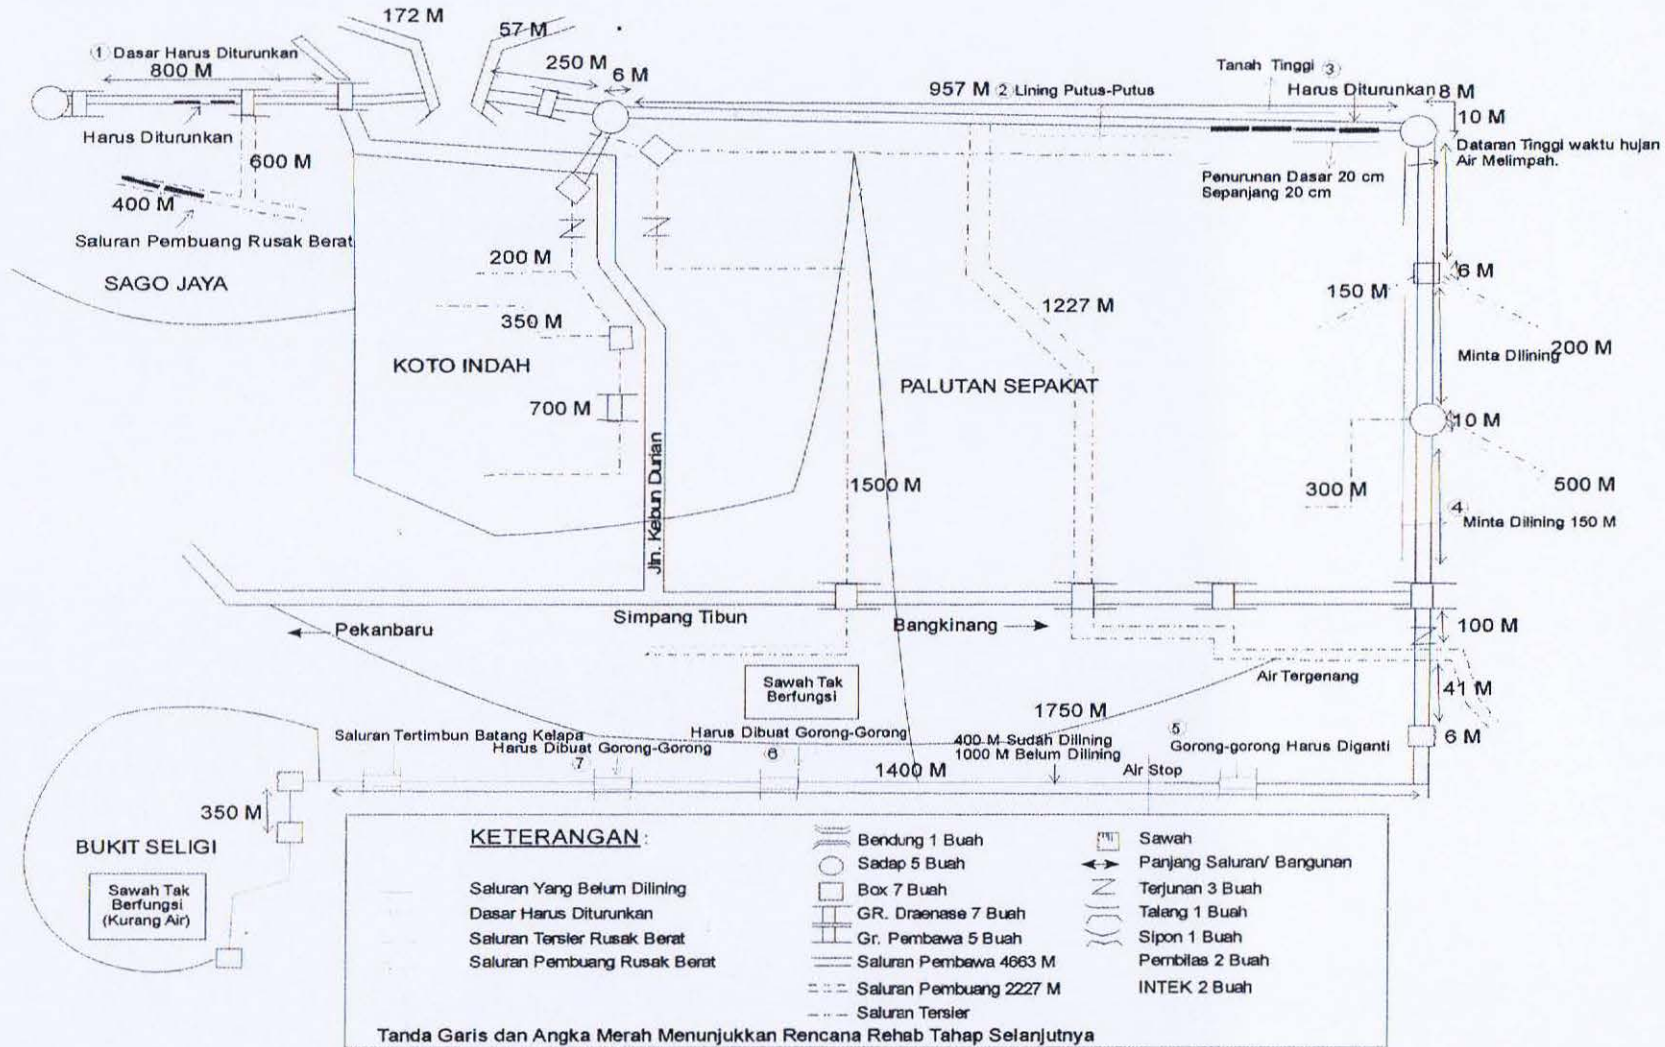 172 M
57 M
① Dasar Harus Diturunkan
800 M
250 M
6 M
957 M ② Lining Putus-Putus
Tanah Tinggi ③
Harus Diturunkan
8 M
10 M
Dataran Tinggi waktu hujan
Air Melimpah.
Harus Diturunkan
600 M
400 M
Saluran Pembuang Rusak Berat
Penurunan Dasar 20 cm
Sepanjang 20 cm
SAGO JAYA
200 M
350 M
KOTO INDAH
700 M
Jln. Kebun Durian
1227 M
PALUTAN SEPAKAT
1500 M
150 M
6 M
200 M
Minta Dilining
10 M
300 M
500 M
④
Minta Dilining 150 M
Simpang Tibun
Pekanbaru
Bangkinang
100 M
Air Tergenang
41 M
6 M
Sawah Tak
Berfungsi
1750 M
Saluran Tertimbun Batang Kelapa
Harus Dibuat Gorong-Gorong
⑦
Harus Dibuat Gorong-Gorong
⑥
400 M Sudah Dilining
1000 M Belum Dilining
1400 M
Air Stop
⑤
Gorong-gorong Harus Diganti
350 M
BUKIT SELIGI
Sawah Tak
Berfungsi
(Kurang Air)
KETERANGAN :
Saluran Yang Belum Dilining
Dasar Harus Diturunkan
Saluran Tersier Rusak Berat
Saluran Pembuang Rusak Berat
Bendung 1 Buah
Sadap 5 Buah
Box 7 Buah
GR. Draenase 7 Buah
Gr. Pembawa 5 Buah
Saluran Pembawa 4663 M
Saluran Pembuang 2227 M
Saluran Tersier
Sawah
Panjang Saluran/ Bangunan
Terjunan 3 Buah
Talang 1 Buah
Sipon 1 Buah
Pembilas 2 Buah
INTEK 2 Buah
Tanda Garis dan Angka Merah Menunjukkan Rencana Rehab Tahap Selanjutnya